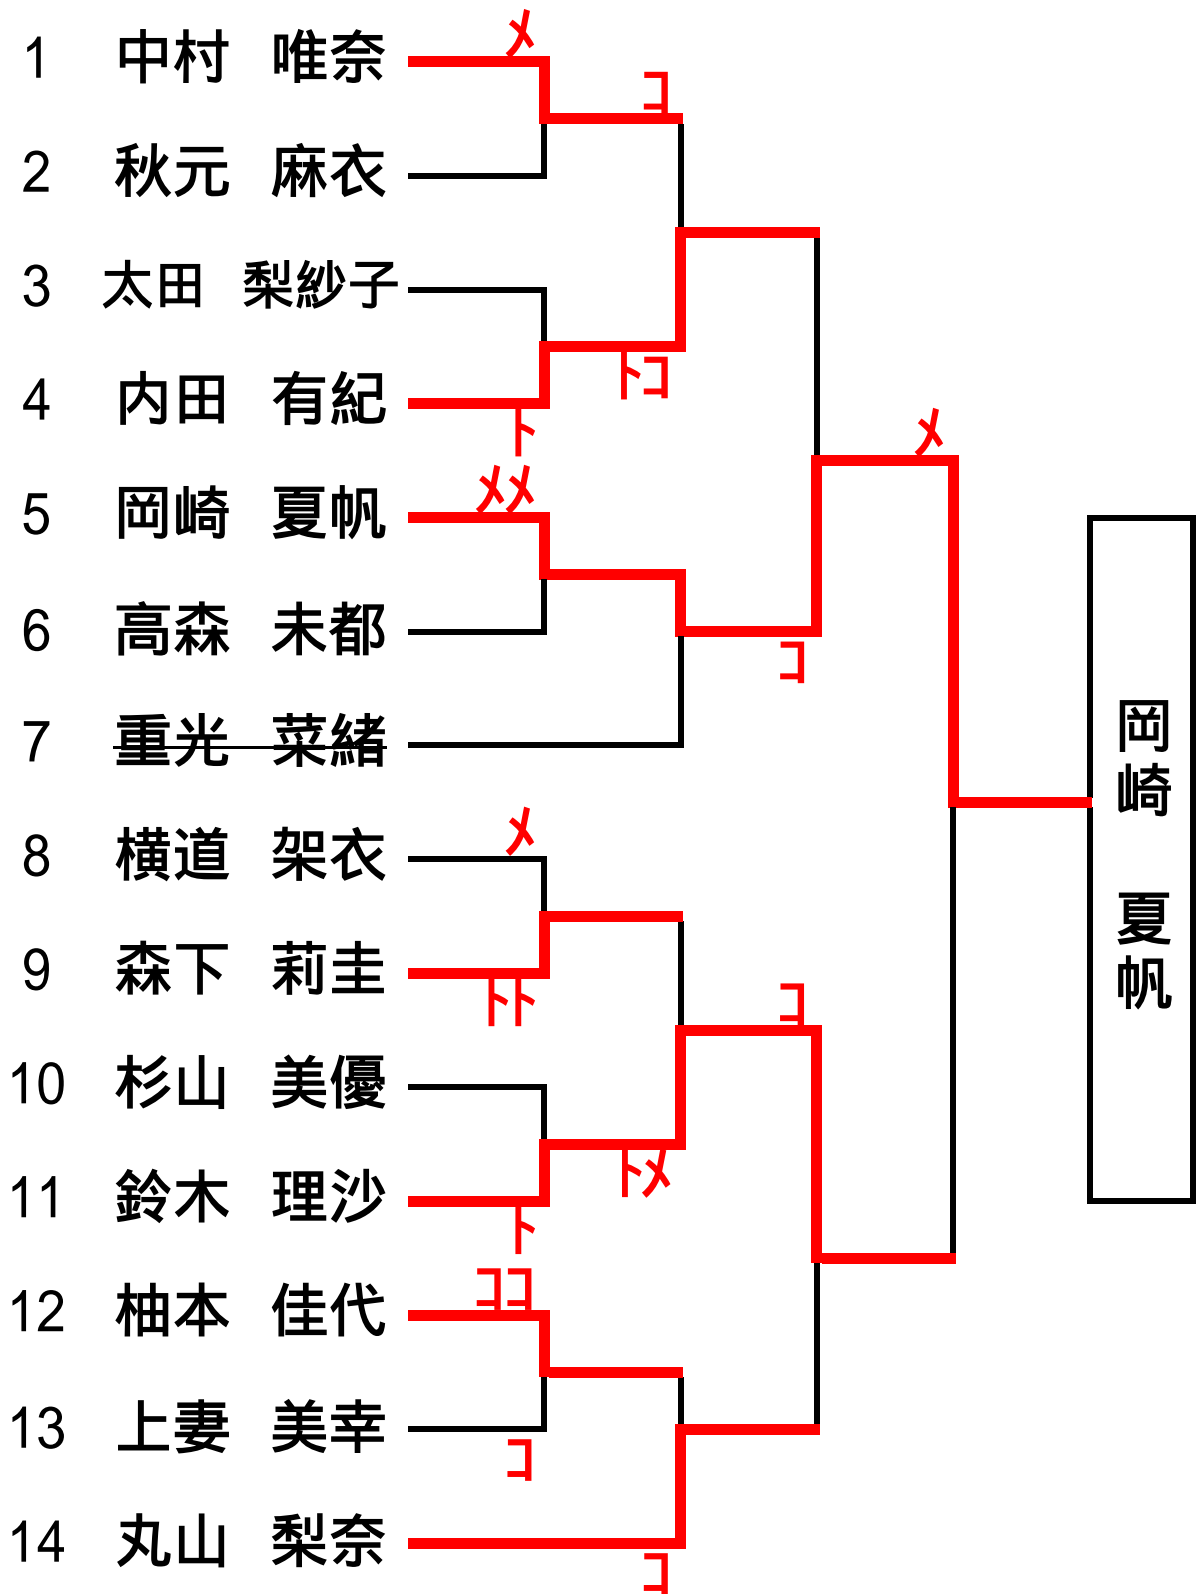 1 中村 唯奈
メ
コ
2 秋元 麻衣
3 太田 梨紗子
トコ
4 内田 有紀
ト
メ
5 岡崎 夏帆
メメ
6 高森 未都
コ
7 重光 菜緒
岡崎 夏帆
8 横道 架衣
メ
9 森下 莉圭
トト
コ
10 杉山 美優
トメ
11 鈴木 理沙
ト
12 柚本 佳代
ココ
13 上妻 美幸
コ
14 丸山 梨奈
コ